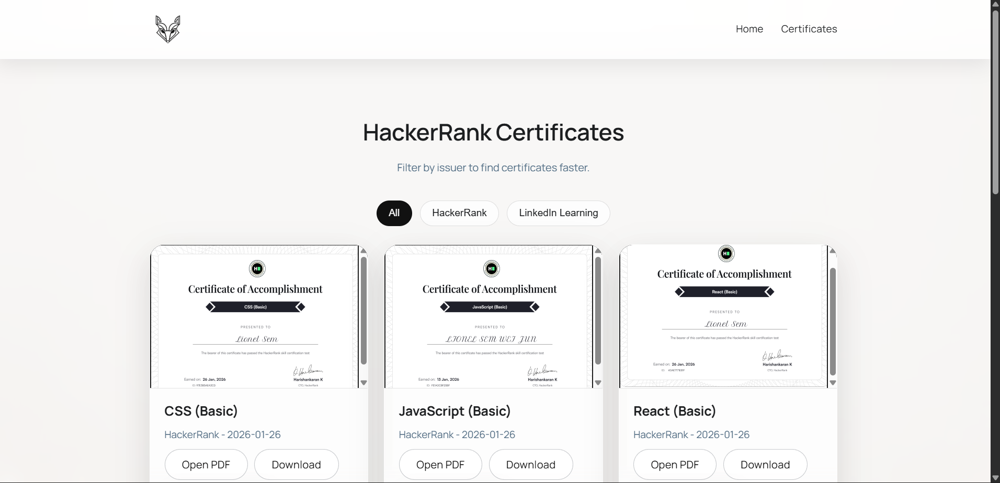 Home
Certificates
HackerRank Certificates
Filter by issuer to find certificates faster.
All
HackerRank
LinkedIn Learning
H
Certificate of Accomplishment
CSS (Basic)
PRESENTED TO
Lionel Sem
The bearer of this certificate has passed the HackerRank skill certification test
Earned on: 26 Jan, 2026
Harishankaran K
CTO, HackerRank
CSS (Basic)
HackerRank - 2026-01-26
Open PDF
Download
H
Certificate of Accomplishment
JavaScript (Basic)
PRESENTED TO
LIONEL SEM WEI JUN
The bearer of this certificate has passed the HackerRank skill certification test
Earned on: 13 Jan, 2026
Harishankaran K
CTO, HackerRank
JavaScript (Basic)
HackerRank - 2026-01-26
Open PDF
Download
H
Certificate of Accomplishment
React (Basic)
PRESENTED TO
Lionel Sem
The bearer of this certificate has passed the HackerRank skill certification test
Earned on: 26 Jan, 2026
Harishankaran K
CTO, HackerRank
React (Basic)
HackerRank - 2026-01-26
Open PDF
Download